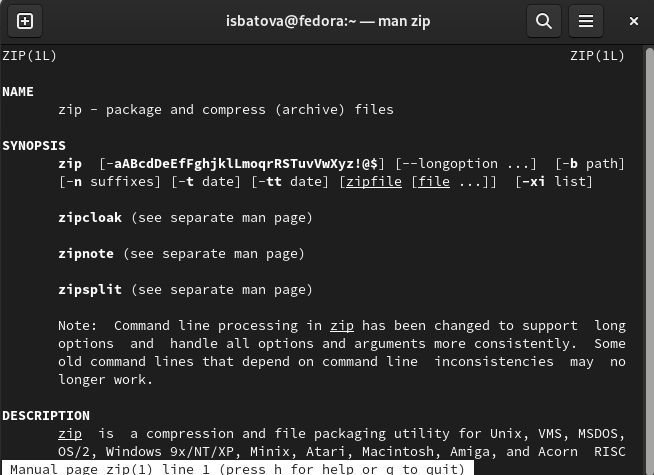 isbatova@fedora:~ — man zip
ZIP(1L) ZIP(1L)
NAME
zip - package and compress (archive) files
SYNOPSIS
zip [-aABcdDeEfFghjklLmoqrRSTuvVwXyz!@$] [--longoption ...] [-b path]
[-n suffixes] [-t date] [-tt date] [zipfile [file ...]] [-xi list]
zipcloak (see separate man page)
zipnote (see separate man page)
zipsplit (see separate man page)
Note: Command line processing in zip has been changed to support long
options and handle all options and arguments more consistently. Some
old command lines that depend on command line inconsistencies may no
longer work.
DESCRIPTION
zip is a compression and file packaging utility for Unix, VMS, MSDOS,
OS/2, Windows 9x/NT/XP, Minix, Atari, Macintosh, Amiga, and Acorn RISC
Manual page zip(1) line 1 (press h for help or q to quit)